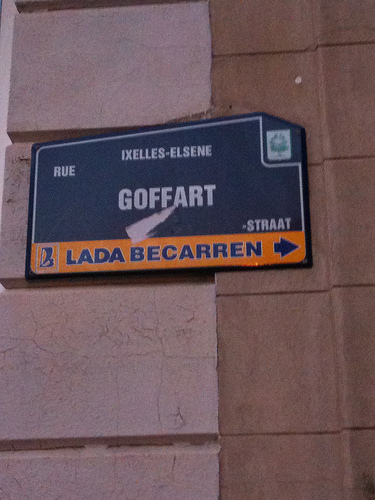 IXELLES-ELSENE
RUE
GOFFART
-STRAAT
LADA BECARREN